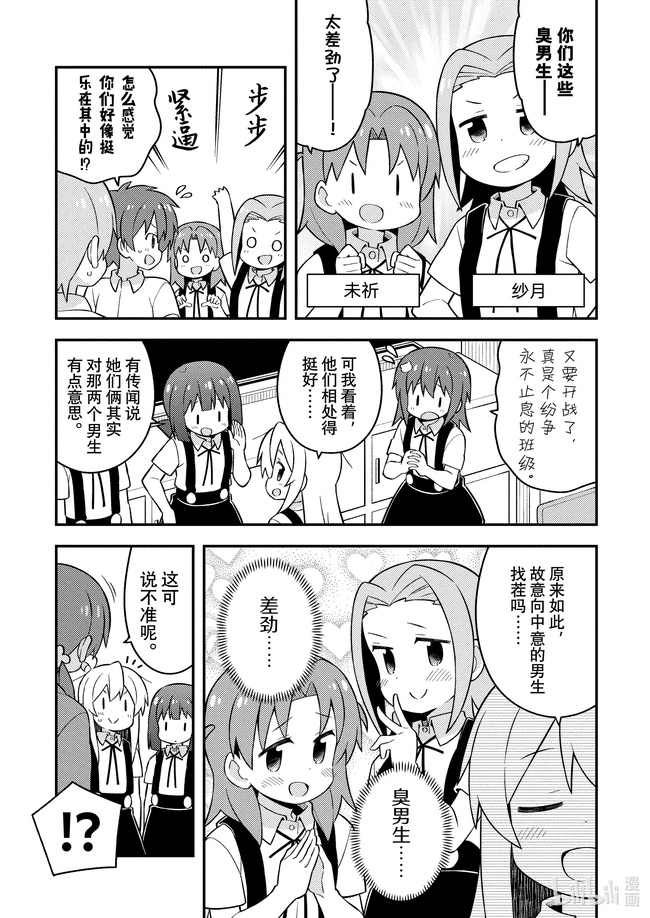 你们这些
臭男生——
太差劲了——！
未祈
纱月
步步
紧逼
怎么感觉
你们好像挺
乐在其中的!?
又要开战了，
真是个纷争
永不止息的班级。
可我看着，
他们相处得
挺好……
有传闻说
她们俩其实
对那两个男生
有点意思。
原来如此，
故意向中意的男生
找茬吗……
差劲……
臭男生……
这可
说不准呢。
!?
bilibili
漫画